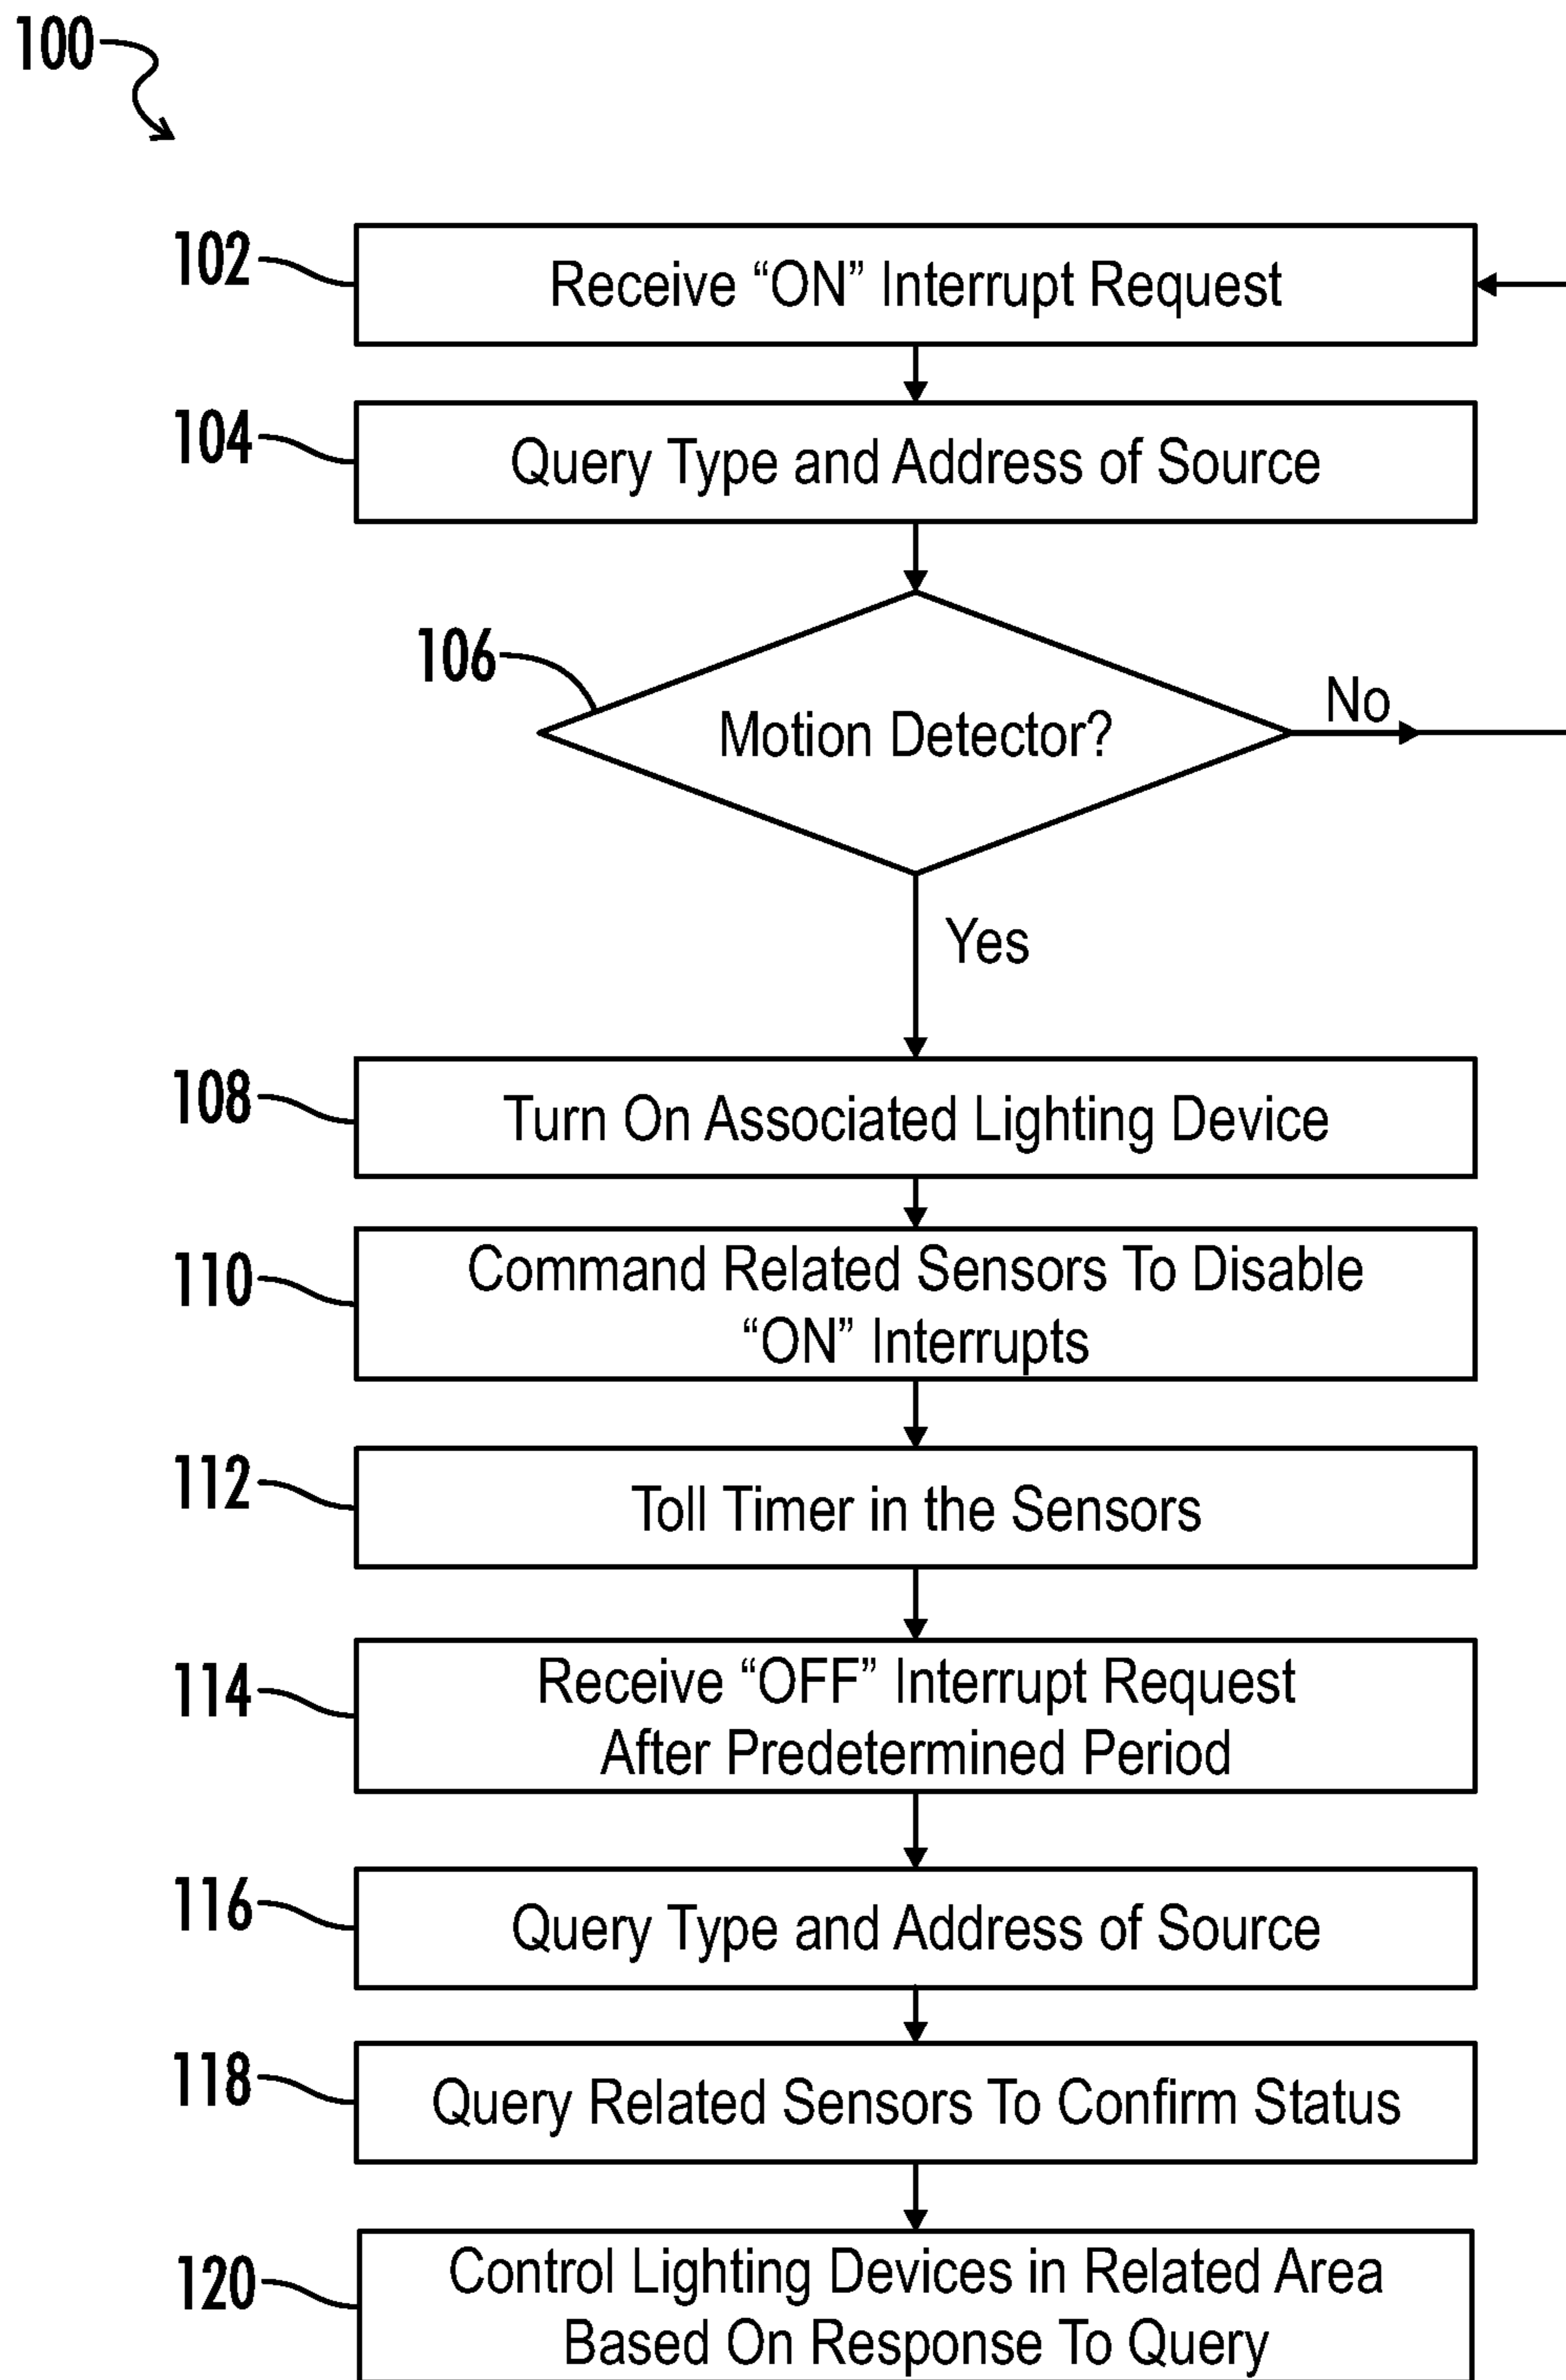 100
102
Receive “ON” Interrupt Request
104
Query Type and Address of Source
106
Motion Detector?
No
Yes
108
Turn On Associated Lighting Device
110
Command Related Sensors To Disable
“ON” Interrupts
112
Toll Timer in the Sensors
114
Receive “OFF” Interrupt Request
After Predetermined Period
116
Query Type and Address of Source
118
Query Related Sensors To Confirm Status
120
Control Lighting Devices in Related Area
Based On Response To Query